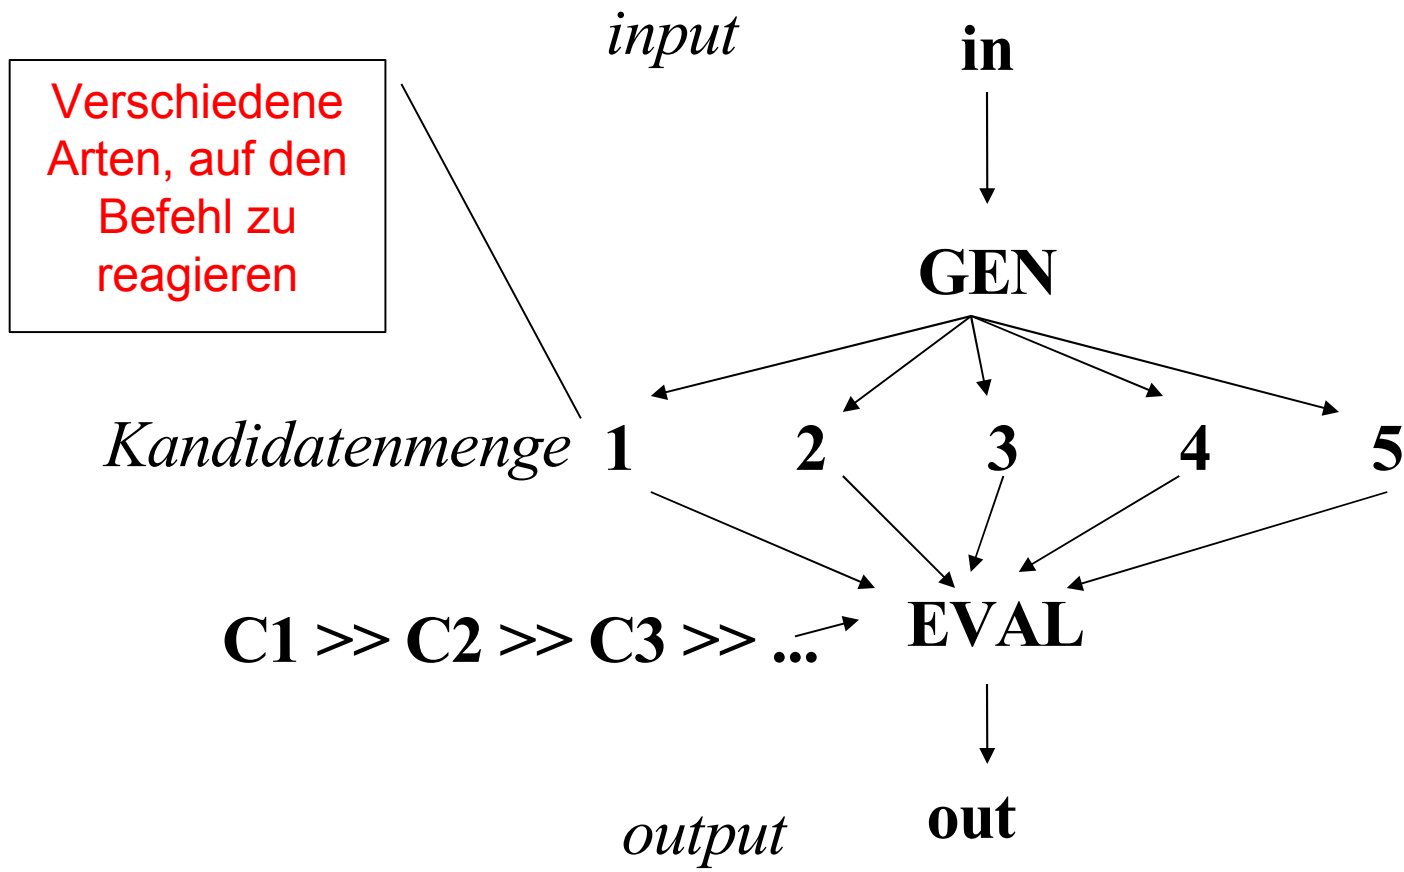 input
in
Verschiedene
Arten, auf den
Befehl zu
reagieren
GEN
Kandidatenmenge 1 2 3 4 5
C1 >> C2 >> C3 >> ...
EVAL
out
output